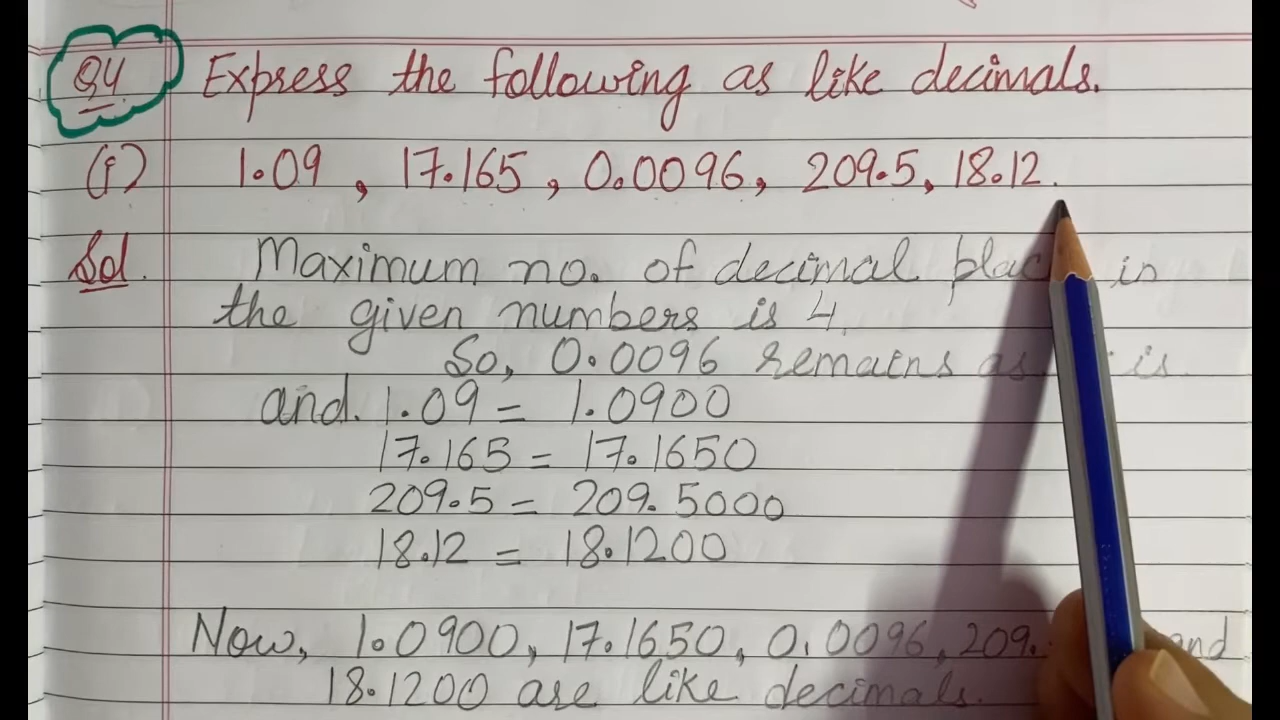 Q4 Express the following as like decimals.
(i) 1.09, 17.165, 0.0096, 209.5, 18.12.
Sol. Maximum no. of decimal in
the given numbers is 4.
So, 0.0096 remains as is.
and. 1.09 = 1.0900
17.165 = 17.1650
209.5 = 209.5000
18.12 = 18.1200
Now, 1.0900, 17.1650, 0.0096, 209. and
18.1200 are like decimals.